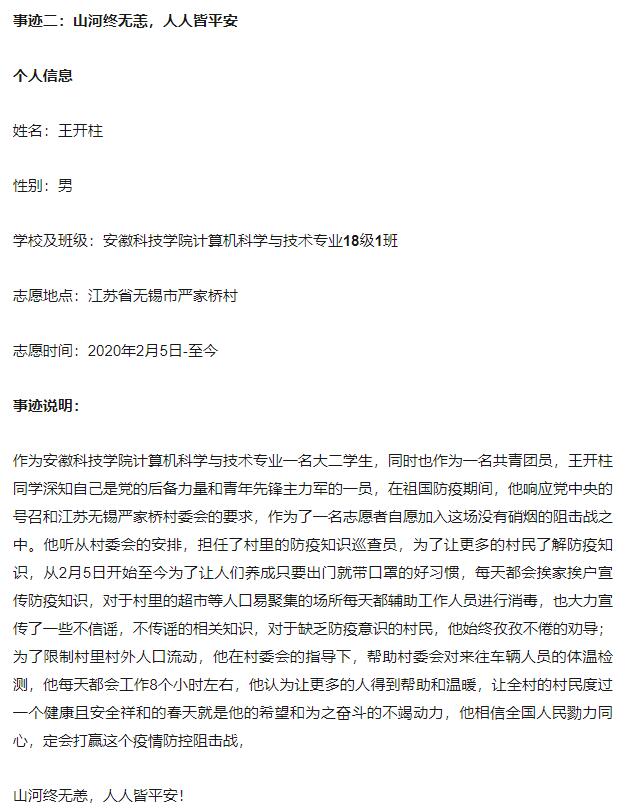 事迹二：山河终无恙，人人皆平安
个人信息
姓名：王开柱
性别：男
学校及班级：安徽科技学院计算机科学与技术专业18级1班
志愿地点：江苏省无锡市严家桥村
志愿时间：2020年2月5日-至今
事迹说明：
作为安徽科技学院计算机科学与技术专业一名大二学生，同时也作为一名共青团员，王开柱
同学深知自己是党的后备力量和青年先锋主力军的一员，在祖国防疫期间，他响应党中央的
号召和江苏无锡严家桥村委会的要求，作为了一名志愿者自愿加入这场没有硝烟的阻击战之
中。他听从村委会的安排，担任了村里的防疫知识巡查员，为了让更多的村民了解防疫知
识，从2月5日开始至今为了让人们养成只要出门就带口罩的好习惯，每天都会挨家挨户宣
传防疫知识，对于村里的超市等人口易聚集的场所每天都辅助工作人员进行消毒，也大力宣
传了一些不信谣，不传谣的相关知识，对于缺乏防疫意识的村民，他始终孜孜不倦的劝导；
为了限制村里村外人口流动，他在村委会的指导下，帮助村委会对来往车辆人员的体温检
测，他每天都会工作8个小时左右，他认为让更多的人得到帮助和温暖，让全村的村民度过
一个健康且安全祥和的春天就是他的希望和为之奋斗的不竭动力，他相信全国人民勠力同
心，定会打赢这个疫情防控阻击战，
山河终无恙，人人皆平安！